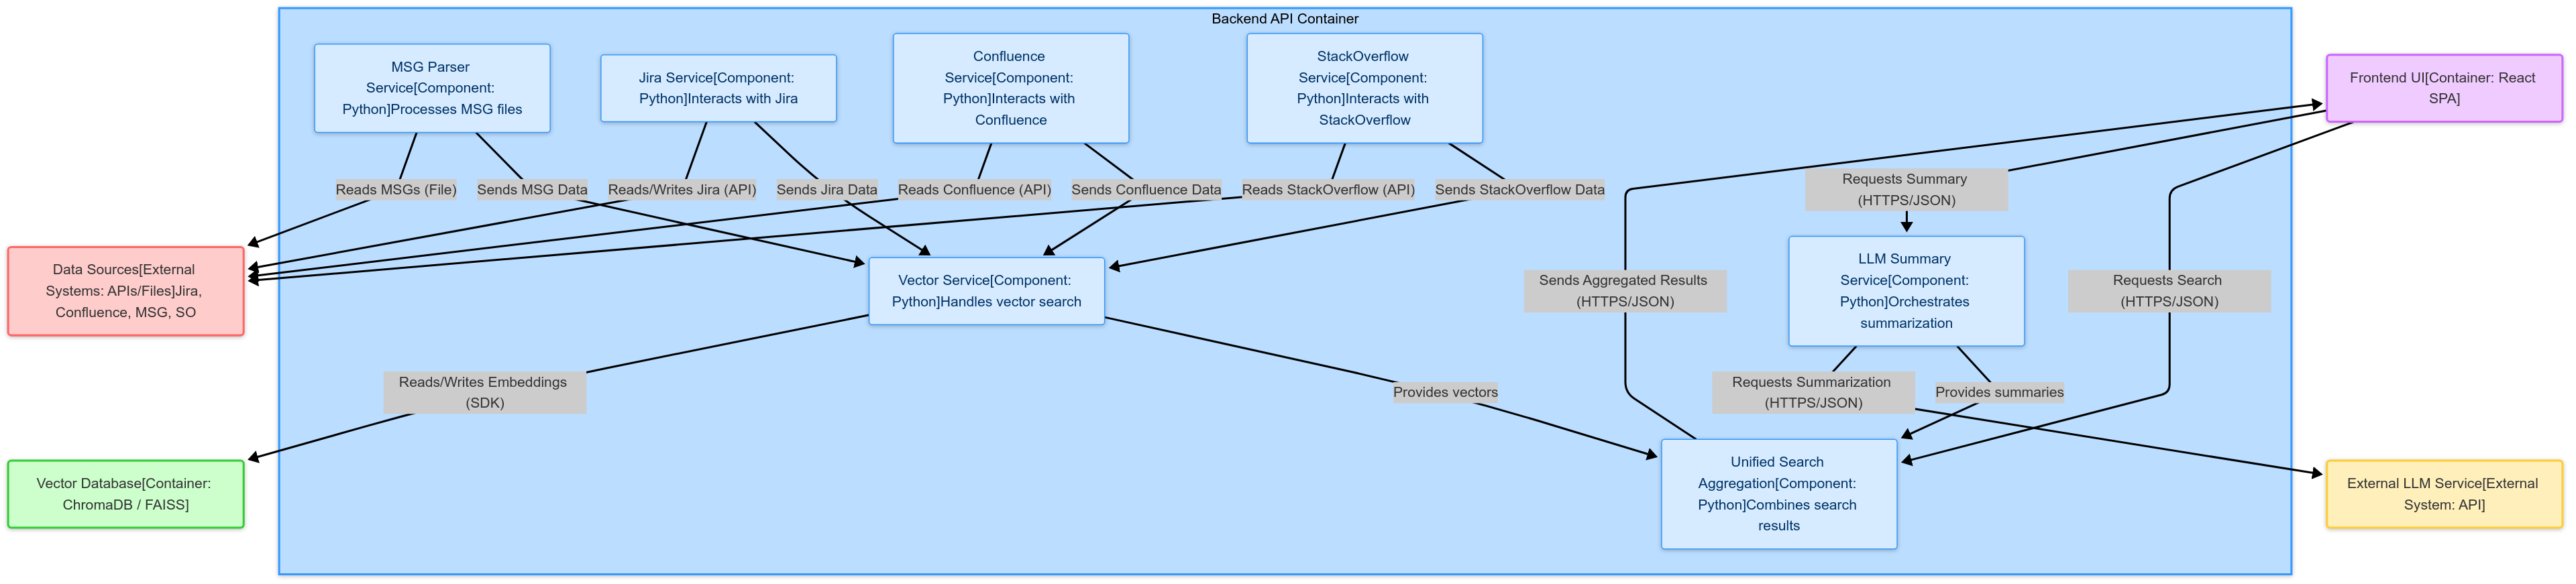 Backend API Container
MSG Parser
Service[Component:
Python]Processes MSG files
Jira Service[Component:
Python]Interacts with Jira
Confluence
Service[Component:
Python]Interacts with
Confluence
StackOverflow
Service[Component:
Python]Interacts with
StackOverflow
Frontend UI[Container: React
SPA]
Reads MSGs (File)
Sends MSG Data
Reads/Writes Jira (API)
Sends Jira Data
Reads Confluence (API)
Sends Confluence Data
Reads StackOverflow (API)
Sends StackOverflow Data
Requests Summary
(HTTPS/JSON)
Data Sources[External
Systems: APIs/Files]Jira,
Confluence, MSG, SO
Vector Service[Component:
Python]Handles vector search
Sends Aggregated Results
(HTTPS/JSON)
LLM Summary
Service[Component:
Python]Orchestrates
summarization
Requests Search
(HTTPS/JSON)
Reads/Writes Embeddings
(SDK)
Provides vectors
Requests Summarization
(HTTPS/JSON)
Provides summaries
Vector Database[Container:
ChromaDB / FAISS]
Unified Search
Aggregation[Component:
Python]Combines search
results
External LLM Service[External
System: API]